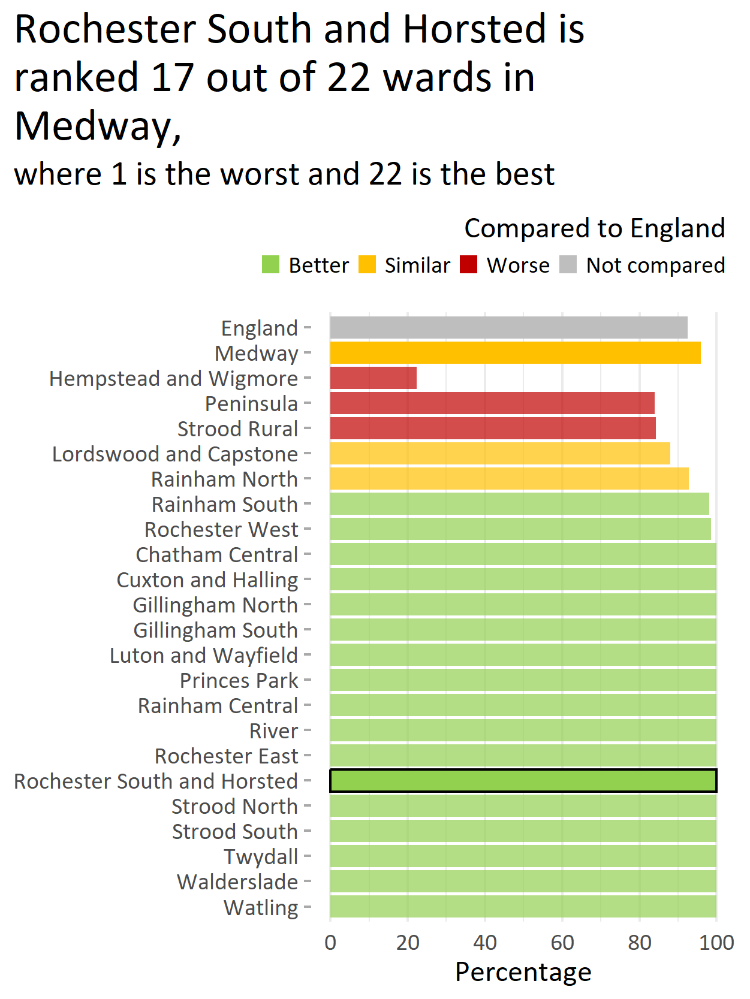 Rochester South and Horsted is
ranked 17 out of 22 wards in
Medway,
where 1 is the worst and 22 is the best
Compared to England
Better Similar Worse Not compared
England
Medway
Hempstead and Wigmore
Peninsula
Strood Rural
Lordswood and Capstone
Rainham North
Rainham South
Rochester West
Chatham Central
Cuxton and Halling
Gillingham North
Gillingham South
Luton and Wayfield
Princes Park
Rainham Central
River
Rochester East
Rochester South and Horsted
Strood North
Strood South
Twydall
Walderslade
Watling
0 20 40 60 80 100
Percentage